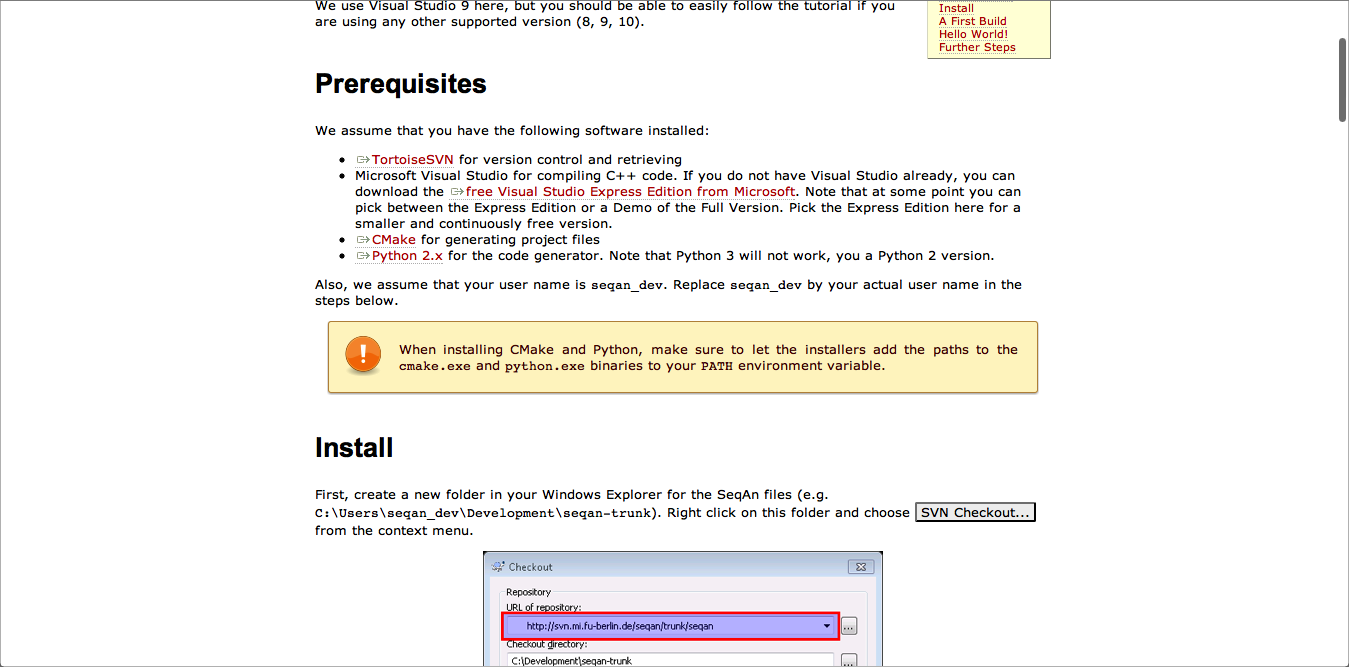 We use Visual Studio 9 here, but you should be able to easily follow the tutorial if you
are using any other supported version (8, 9, 10).
Install
A First Build
Hello World!
Further Steps
Prerequisites
We assume that you have the following software installed:
TortoiseSVN for version control and retrieving
Microsoft Visual Studio for compiling C++ code. If you do not have Visual Studio already, you can
download the free Visual Studio Express Edition from Microsoft. Note that at some point you can
pick between the Express Edition or a Demo of the Full Version. Pick the Express Edition here for a
smaller and continuously free version.
CMake for generating project files
Python 2.x for the code generator. Note that Python 3 will not work, you a Python 2 version.
Also, we assume that your user name is seqan_dev. Replace seqan_dev by your actual user name in the
steps below.
When installing CMake and Python, make sure to let the installers add the paths to the
cmake.exe and python.exe binaries to your PATH environment variable.
Install
First, create a new folder in your Windows Explorer for the SeqAn files (e.g.
C:\Users\seqan_dev\Development\seqan-trunk). Right click on this folder and choose SVN Checkout...
from the context menu.
Checkout
Repository
URL of repository:
http://svn.mi.fu-berlin.de/seqan/trunk/seqan
...
Checkout directory:
C:\Development\seqan-trunk
...